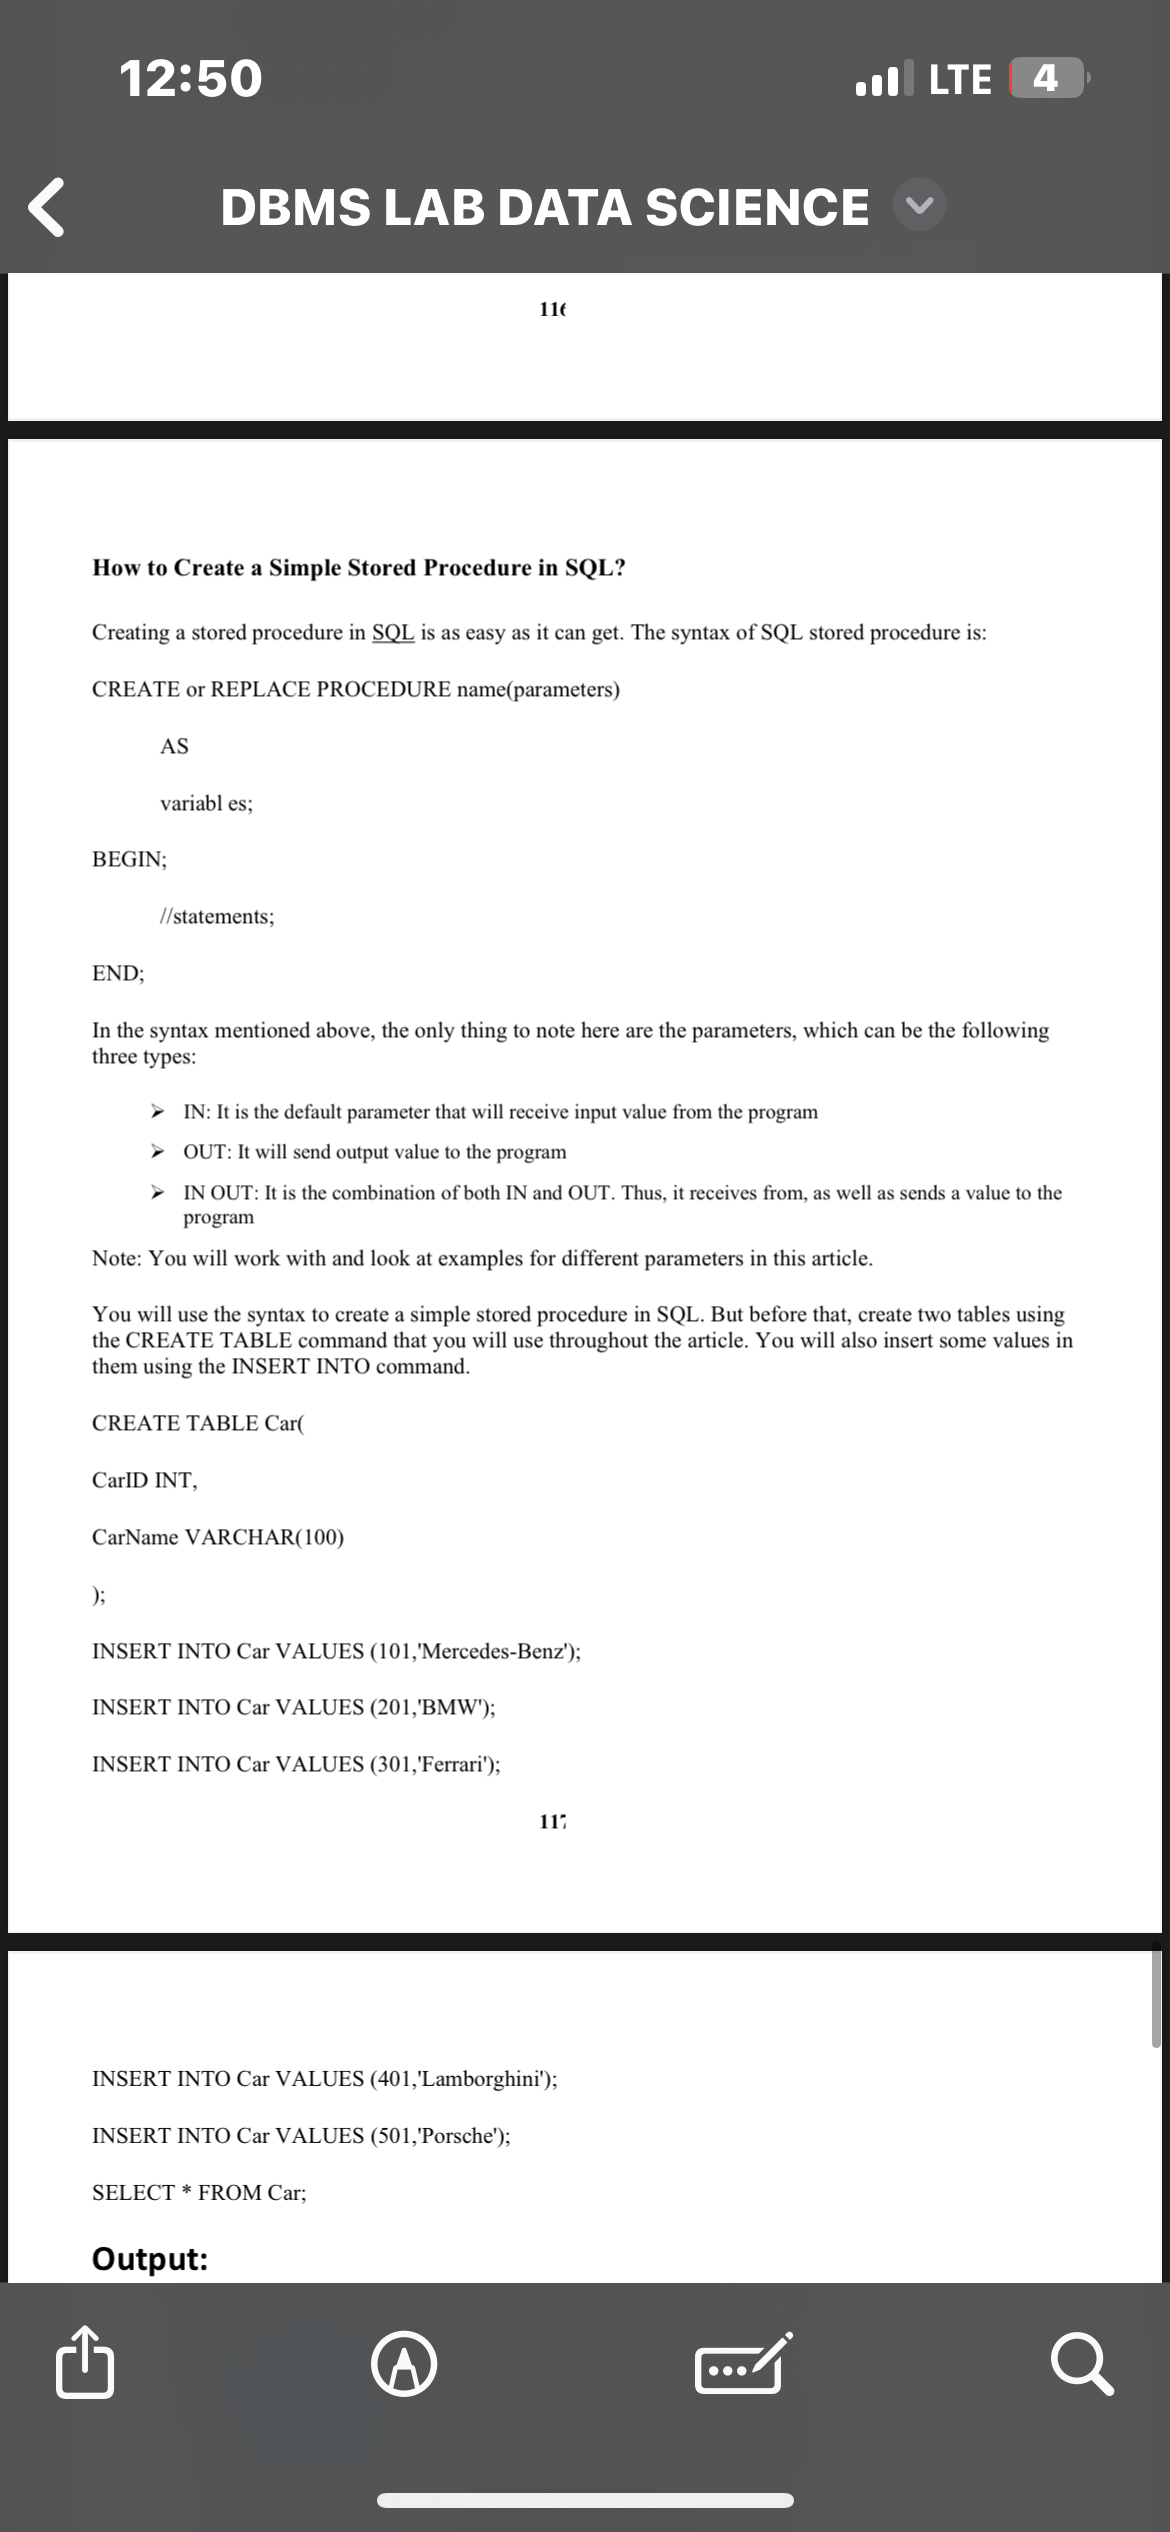 12:50
LTE
4
DBMS LAB DATA SCIENCE
116
How to Create a Simple Stored Procedure in SQL?
Creating a stored procedure in SQL is as easy as it can get. The syntax of SQL stored procedure is:
CREATE or REPLACE PROCEDURE name(parameters)
AS
variabl es;
BEGIN;
//statements;
END;
In the syntax mentioned above, the only thing to note here are the parameters, which can be the following
three types:
➢ IN: It is the default parameter that will receive input value from the program
➢ OUT: It will send output value to the program
➢ IN OUT: It is the combination of both IN and OUT. Thus, it receives from, as well as sends a value to the
program
Note: You will work with and look at examples for different parameters in this article.
You will use the syntax to create a simple stored procedure in SQL. But before that, create two tables using
the CREATE TABLE command that you will use throughout the article. You will also insert some values in
them using the INSERT INTO command.
CREATE TABLE Car(
CarID INT,
CarName VARCHAR(100)
);
INSERT INTO Car VALUES (101,'Mercedes-Benz');
INSERT INTO Car VALUES (201,'BMW');
INSERT INTO Car VALUES (301,'Ferrari');
117
INSERT INTO Car VALUES (401,'Lamborghini');
INSERT INTO Car VALUES (501,'Porsche');
SELECT * FROM Car;
Output: